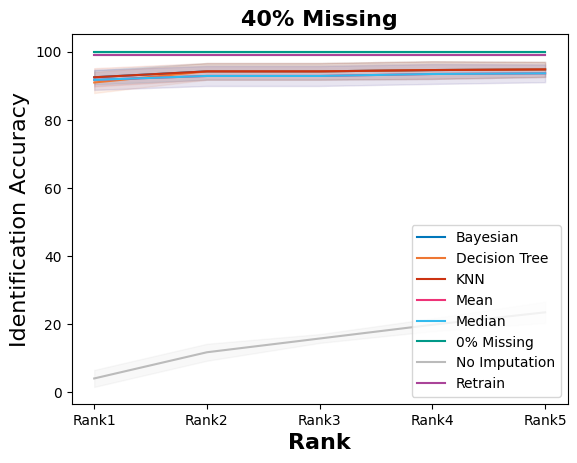 40% Missing
Identification Accuracy
100
80
60
40
20
0
Bayesian
Decision Tree
KNN
Mean
Median
0% Missing
No Imputation
Retrain
Rank1 Rank2 Rank3 Rank4 Rank5
Rank